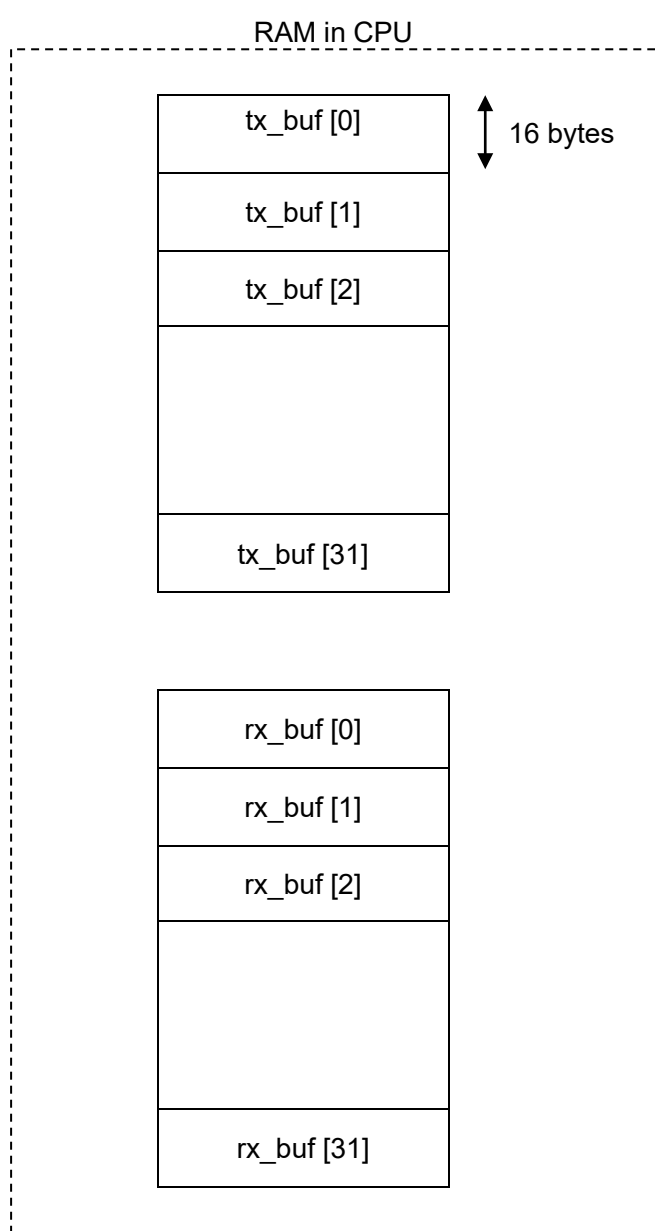 RAM in CPU
tx_buf [0]
16 bytes
tx_buf [1]
tx_buf [2]
tx_buf [31]
rx_buf [0]
rx_buf [1]
rx_buf [2]
rx_buf [31]